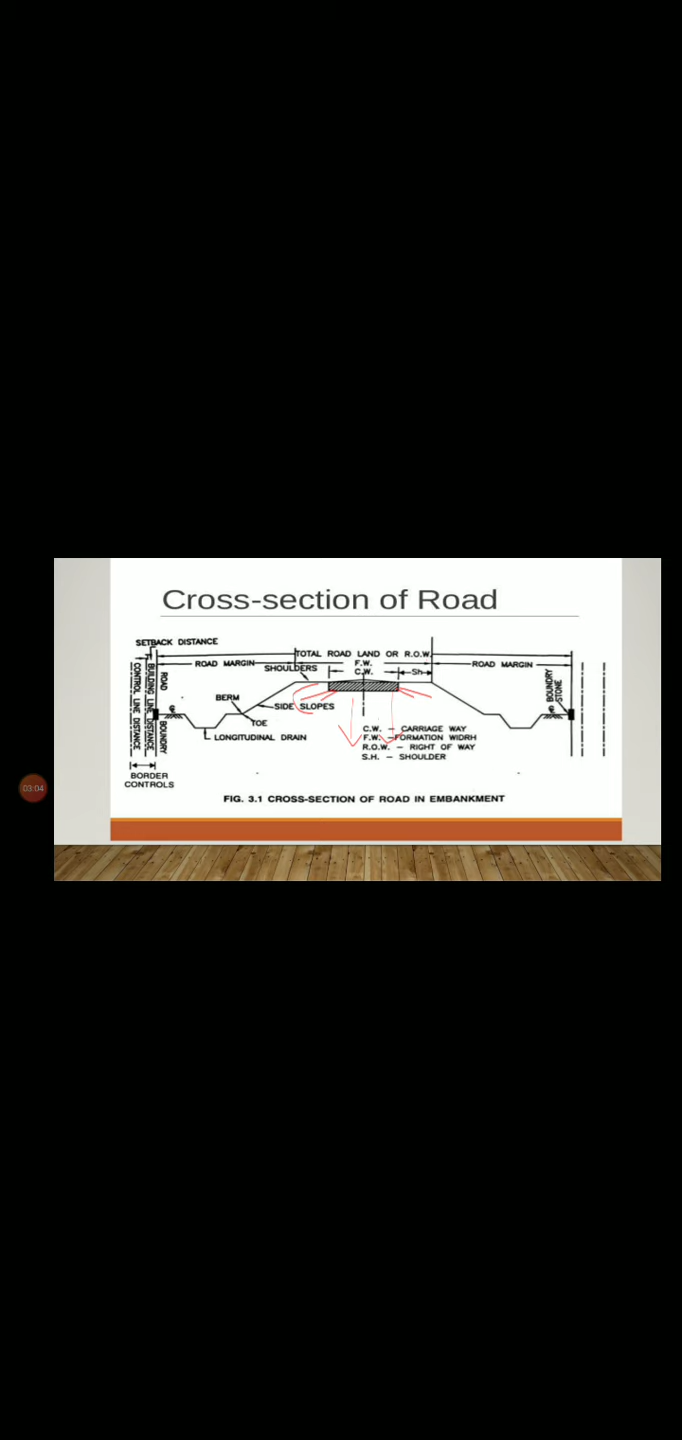 Cross-section of Road
SETBACK DISTANCE
TOTAL ROAD LAND OR R.O.W.
ROAD MARGIN
F.W.
ROAD MARGIN
SHOULDERS
C.W.
Sh
CONTROL LINE DISTANCE
BUILDING LINE DISTANCE
ROAD BOUNDRY
BOUNDRY
STONE
BERM
SIDE SLOPES
TOE
LONGITUDINAL DRAIN
C.W. - CARRIAGE WAY
F.W. -FORMATION WIDRH
R.O.W. - RIGHT OF WAY
S.H. - SHOULDER
BORDER
CONTROLS
03:04
FIG. 3.1 CROSS-SECTION OF ROAD IN EMBANKMENT